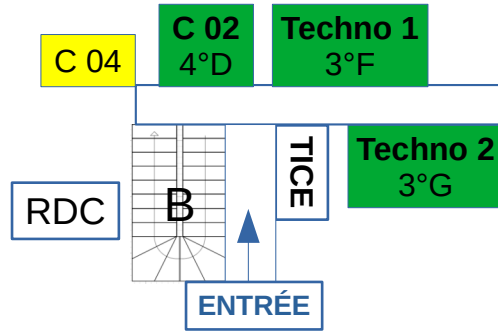 C 04
C 02
4°D
Techno 1
3°F
TICE
Techno 2
3°G
RDC
B
ENTRÉE